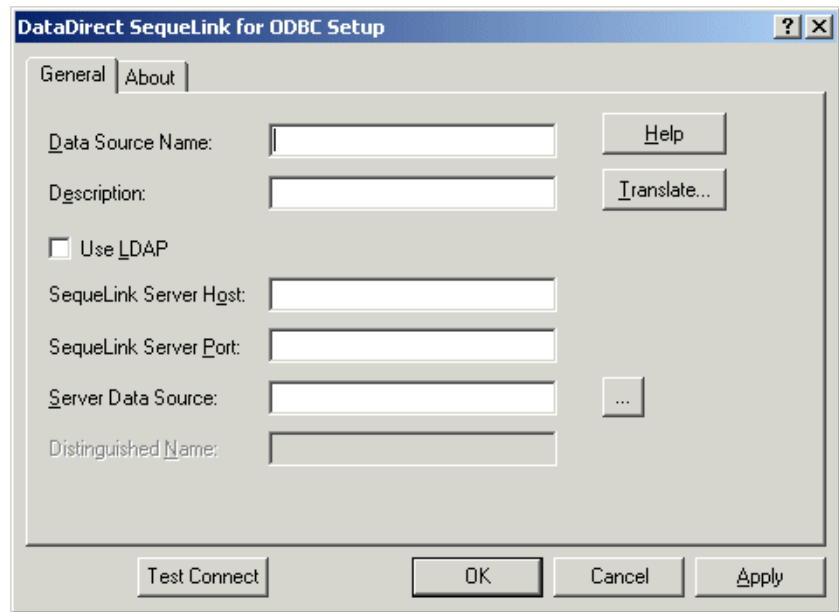 DataDirect SequeLink for ODBC Setup
General
About
Data Source Name:
Help
Description:
Translate...
Use LDAP
SequeLink Server Host:
SequeLink Server Port:
Server Data Source:
...
Distinguished Name:
Test Connect
OK
Cancel
Apply